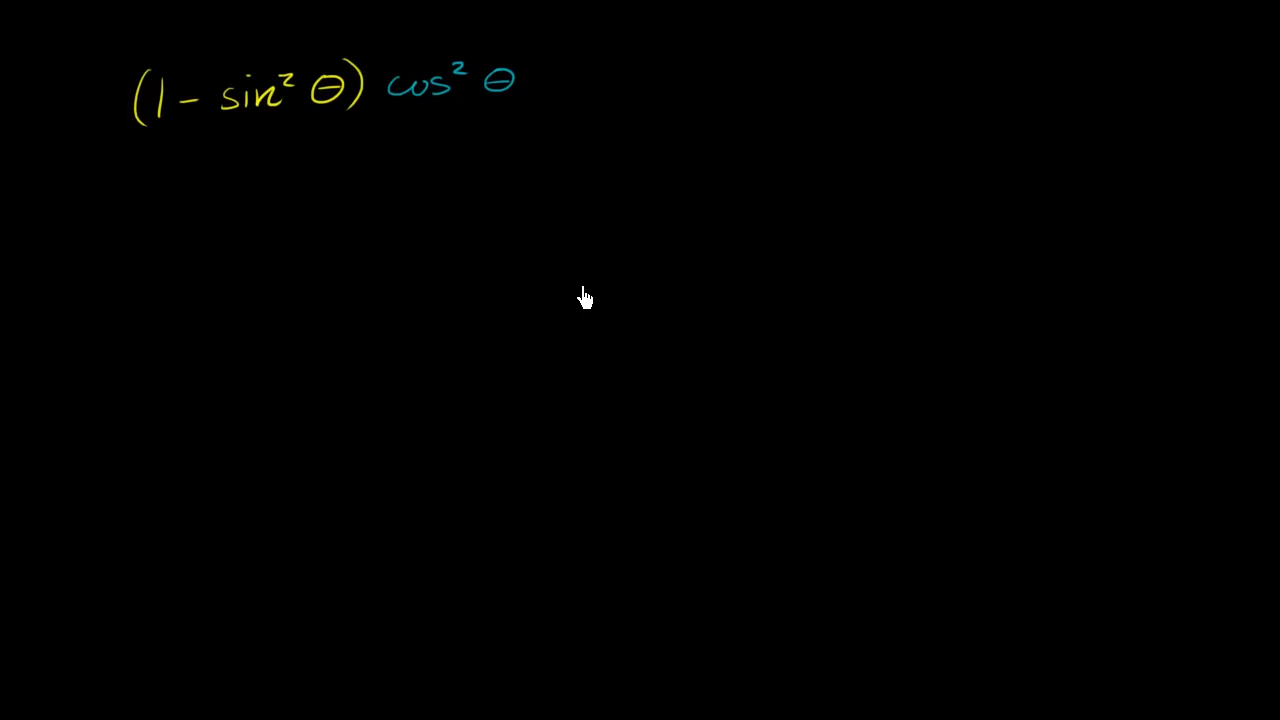 (1 - sin² θ) cos² θ